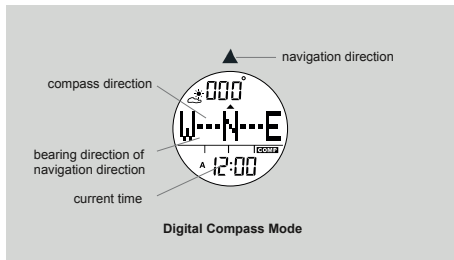 navigation direction
compass direction
000°
W---N---E
bearing direction of
navigation direction
COMP
A 12:00
current time
Digital Compass Mode